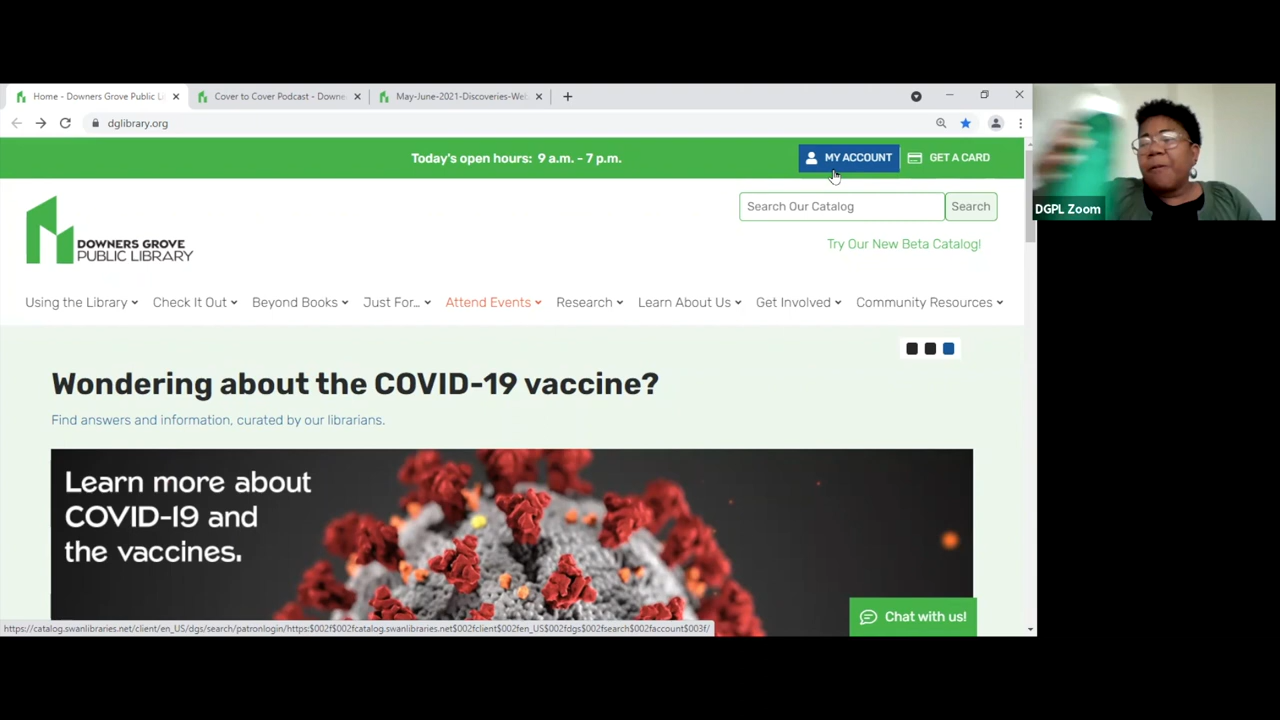 Home - Downers Grove Public Li
Cover to Cover Podcast - Downe
May-June-2021-Discoveries-Web
dglibrary.org
Today's open hours: 9 a.m. - 7 p.m.
MY ACCOUNT
GET A CARD
Search Our Catalog
Search
DOWNERS GROVE
PUBLIC LIBRARY
Try Our New Beta Catalog!
Using the Library
Check It Out
Beyond Books
Just For...
Attend Events
Research
Learn About Us
Get Involved
Community Resources
Wondering about the COVID-19 vaccine?
Find answers and information, curated by our librarians.
Learn more about
COVID-19 and
the vaccines.
Chat with us!
https://catalog.swanlibraries.net/client/en_US/dgs/search/patronlogin/https:$002f$002fcatalog.swanlibraries.net$002fclient$002fen_US$002fdgs$002fsearch$002faccount$003f/
DGPL Zoom